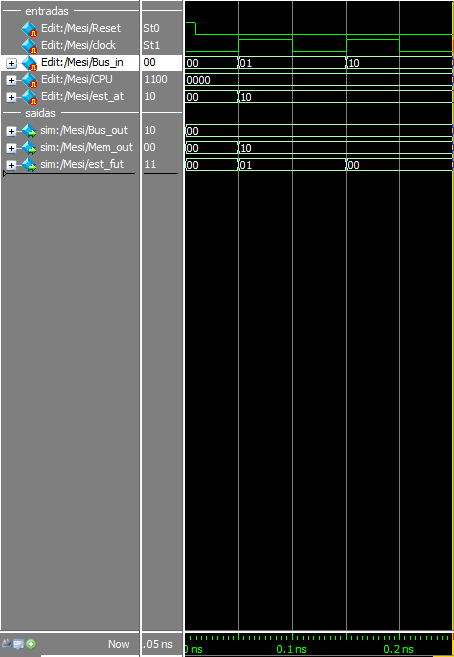 entradas
Edit:/Mesi/Reset St0
Edit:/Mesi/clock St1
Edit:/Mesi/Bus_in 00 00 01 10
Edit:/Mesi/CPU 1100 0000
Edit:/Mesi/est_at 10 00 10
saidas
sim:/Mesi/Bus_out 10 00
sim:/Mesi/Mem_out 00 00 10
sim:/Mesi/est_fut 11 00 01 00
Now .05 ns 0 ns 0.1 ns 0.2 ns